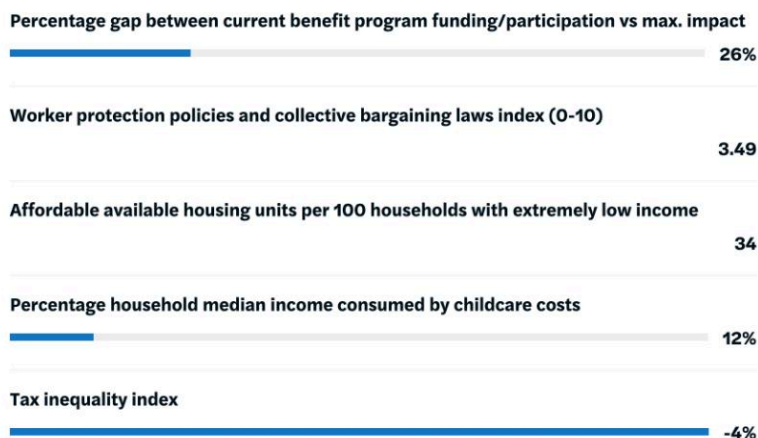 Percentage gap between current benefit program funding/participation vs max. impact
26%
Worker protection policies and collective bargaining laws index (0-10)
3.49
Affordable available housing units per 100 households with extremely low income
34
Percentage household median income consumed by childcare costs
12%
Tax inequality index
-4%